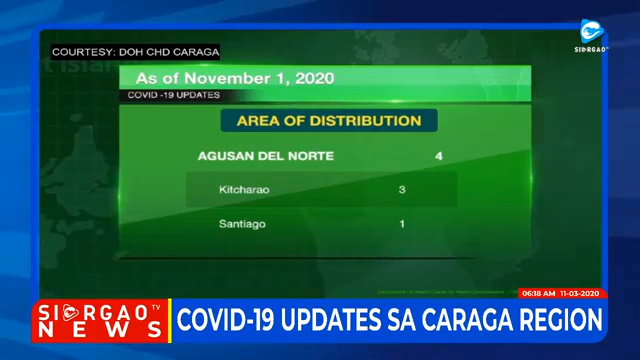 SIARGAO TV
COURTESY: DOH CHD CARAGA
As of November 1, 2020
COVID -19 UPDATES
AREA OF DISTRIBUTION
AGUSAN DEL NORTE 4
Kitcharao 3
Santiago 1
06:18 AM 11-03-2020
SIARGAO TV
NEWS
COVID-19 UPDATES SA CARAGA REGION